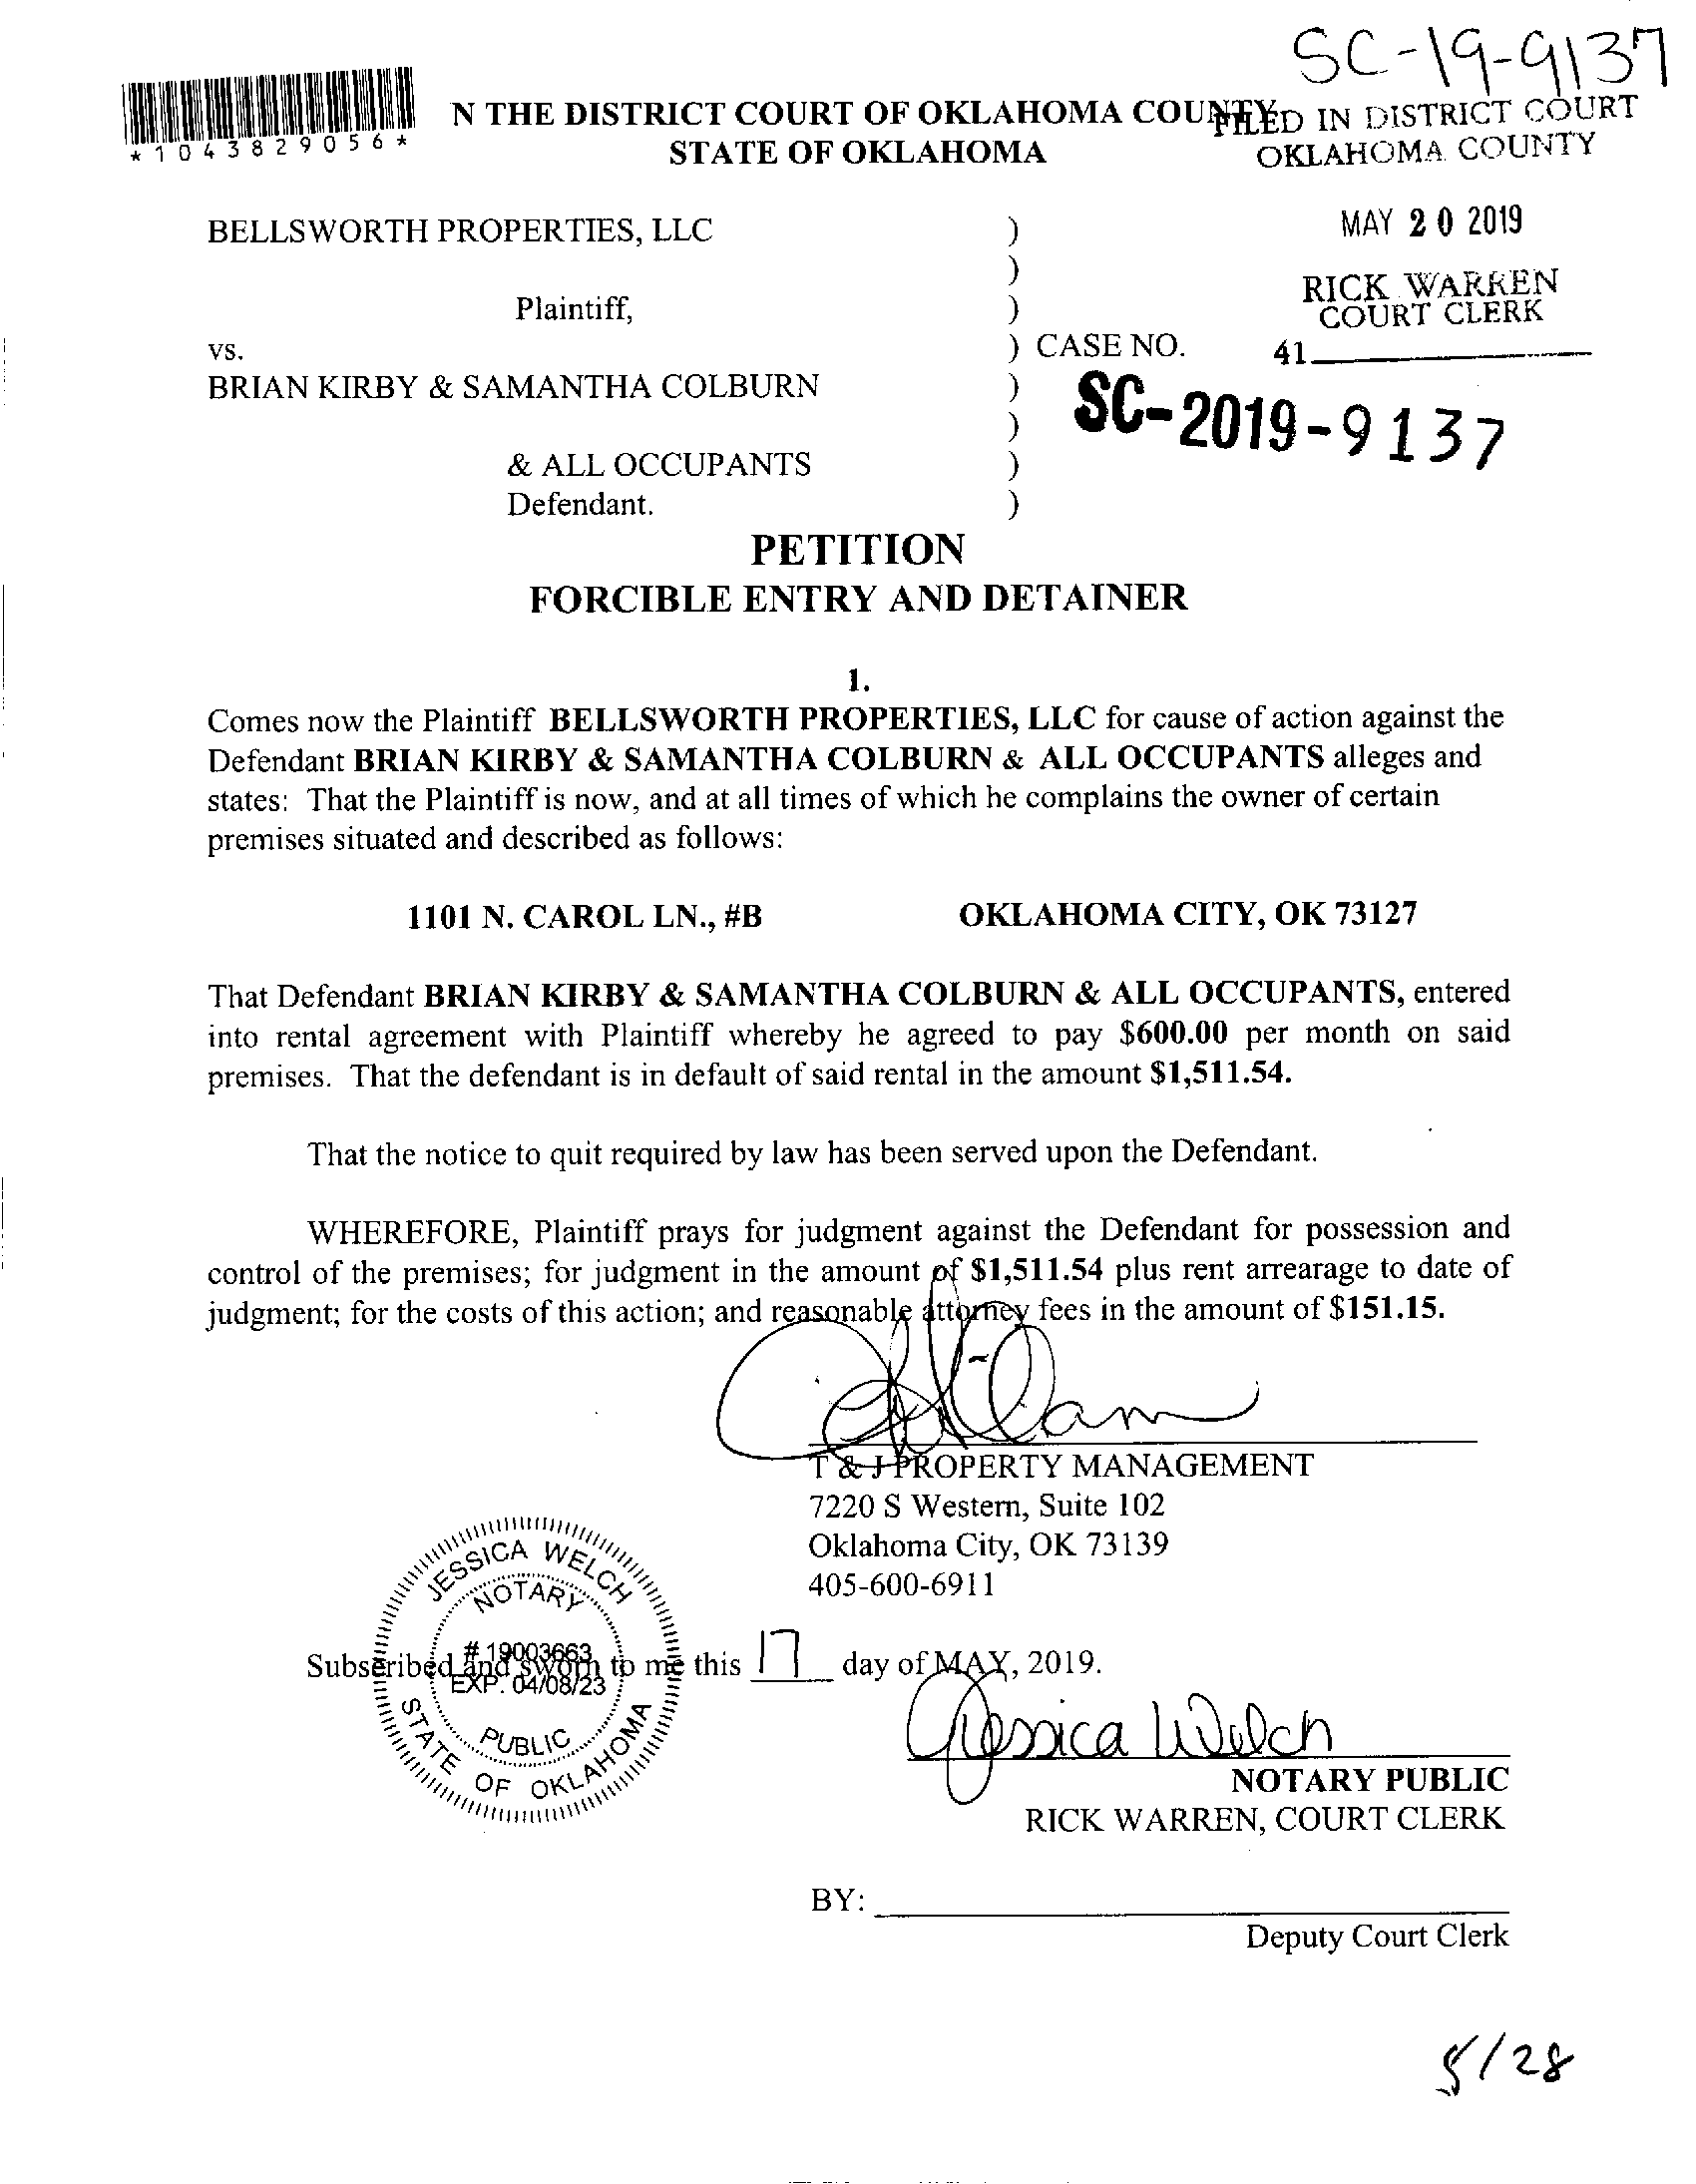 SC-19-9137
*1043829056*
N THE DISTRICT COURT OF OKLAHOMA COUNTY
STATE OF OKLAHOMA
FILED IN DISTRICT COURT
OKLAHOMA COUNTY
MAY 20 2019
RICK WARREN
COURT CLERK
41
BELLSWORTH PROPERTIES, LLC )
)
Plaintiff, )
vs. ) CASE NO.
BRIAN KIRBY & SAMANTHA COLBURN )
SC-2019-9137
)
& ALL OCCUPANTS )
Defendant. )
PETITION
FORCIBLE ENTRY AND DETAINER
1.
Comes now the Plaintiff BELLSWORTH PROPERTIES, LLC for cause of action against the
Defendant BRIAN KIRBY & SAMANTHA COLBURN & ALL OCCUPANTS alleges and
states: That the Plaintiff is now, and at all times of which he complains the owner of certain
premises situated and described as follows:
1101 N. CAROL LN., #B OKLAHOMA CITY, OK 73127
That Defendant BRIAN KIRBY & SAMANTHA COLBURN & ALL OCCUPANTS, entered
into rental agreement with Plaintiff whereby he agreed to pay $600.00 per month on said
premises. That the defendant is in default of said rental in the amount $1,511.54.
That the notice to quit required by law has been served upon the Defendant.
WHEREFORE, Plaintiff prays for judgment against the Defendant for possession and
control of the premises; for judgment in the amount of $1,511.54 plus rent arrearage to date of
judgment; for the costs of this action; and reasonable attorney fees in the amount of $151.15.
T & J PROPERTY MANAGEMENT
7220 S Western, Suite 102
Oklahoma City, OK 73139
405-600-6911
JESSICA WELCH
NOTARY
# 19003663
EXP. 04/08/23
PUBLIC
STATE OF OKLAHOMA
Subscribed and sworn to me this 17 day of MAY, 2019.
Jessica Welch
NOTARY PUBLIC
RICK WARREN, COURT CLERK
BY:
Deputy Court Clerk
5/28